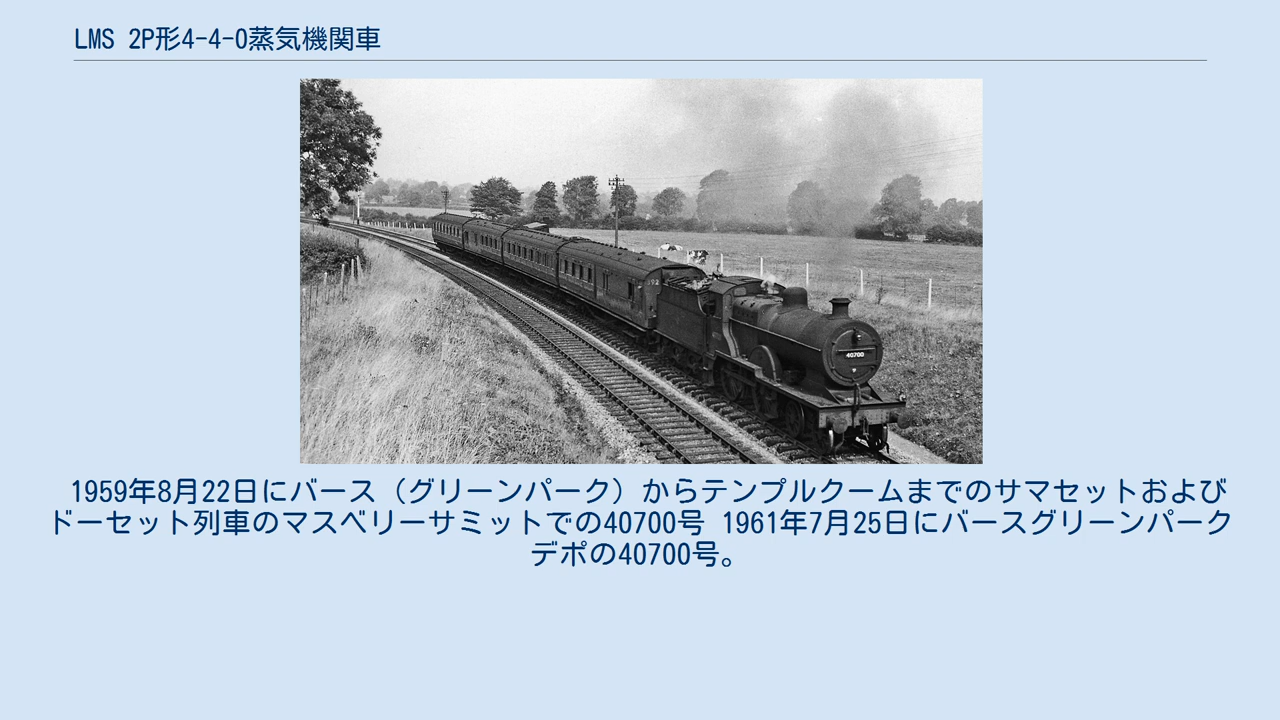 LMS 2P形4-4-0蒸気機関車
392
40700
1959年8月22日にバース（グリーンパーク）からテンプルクームまでのサマセットおよび
ドーセット列車のマスベリーサミットでの40700号 1961年7月25日にバースグリーンパーク
デポの40700号。